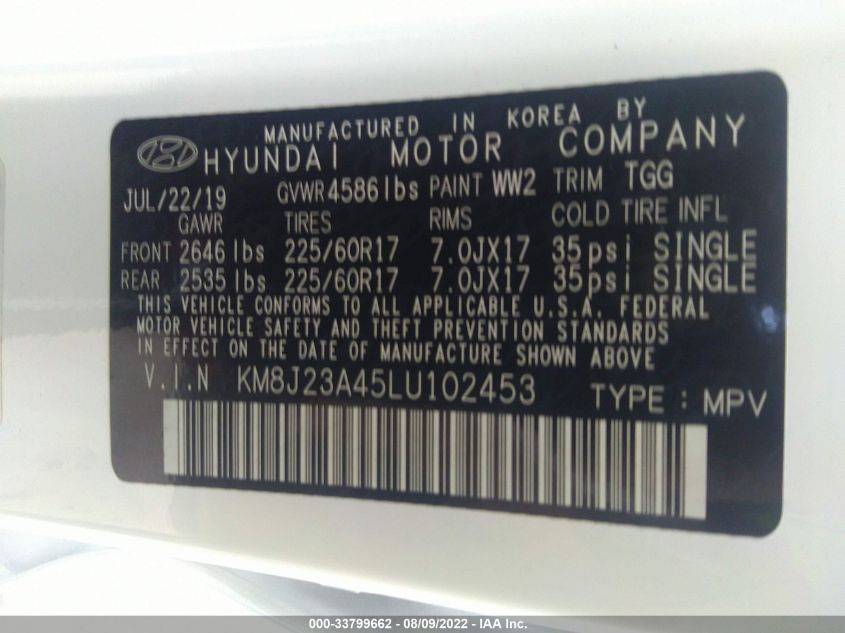 MANUFACTURED IN KOREA BY
HYUNDAI MOTOR COMPANY
JUL/22/19 GVWR 4586 lbs PAINT WW2 TRIM TGG
GAWR TIRES RIMS COLD TIRE INFL
FRONT 2646 lbs 225/60R17 7.0JX17 35psi SINGLE
REAR 2535 lbs 225/60R17 7.0JX17 35psi SINGLE
THIS VEHICLE CONFORMS TO ALL APPLICABLE U.S.A. FEDERAL
MOTOR VEHICLE SAFETY AND THEFT PREVENTION STANDARDS
IN EFFECT ON THE DATE OF MANUFACTURE SHOWN ABOVE
V.I.N KM8J23A45LU102453 TYPE : MPV
000-33799662 - 08/09/2022 - IAA Inc.